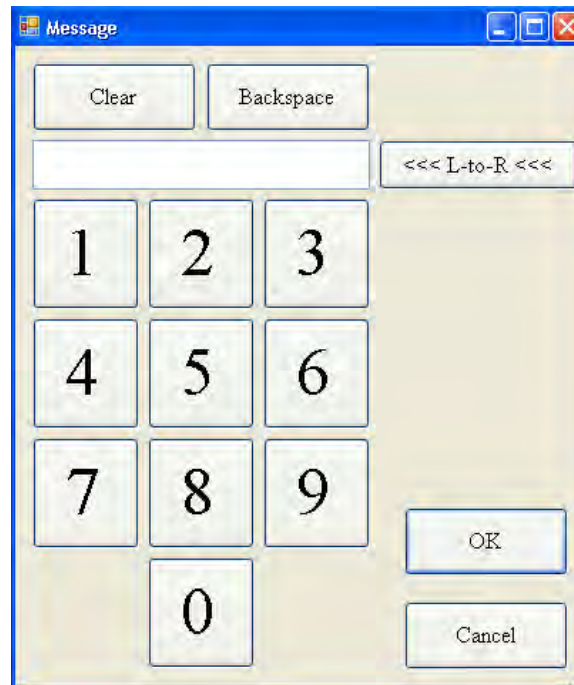 Message
Clear Backspace
<<< L-to-R <<<
1 2 3
4 5 6
7 8 9
OK
0
Cancel